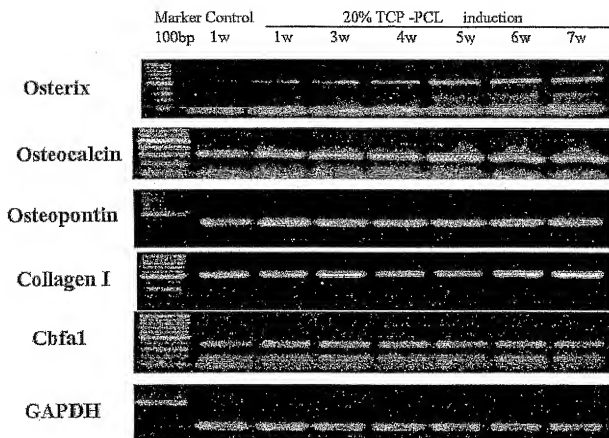 Marker Control 20% TCP -PCL induction
100bp 1w 1w 3w 4w 5w 6w 7w
Osterix
Osteocalcin
Osteopontin
Collagen I
Cbfa1
GAPDH